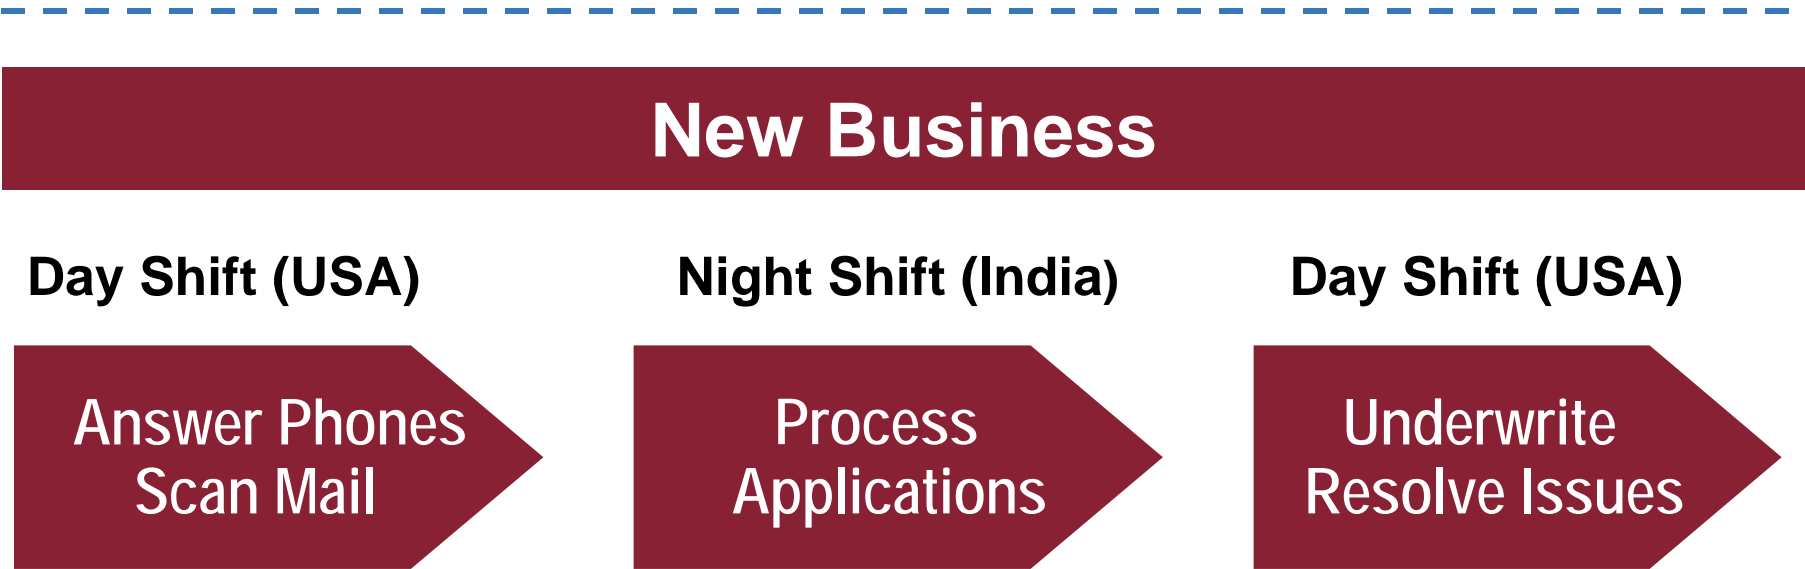 New Business
Day Shift (USA)
Night Shift (India)
Day Shift (USA)
Answer Phones
Scan Mail
Process
Applications
Underwrite
Resolve Issues